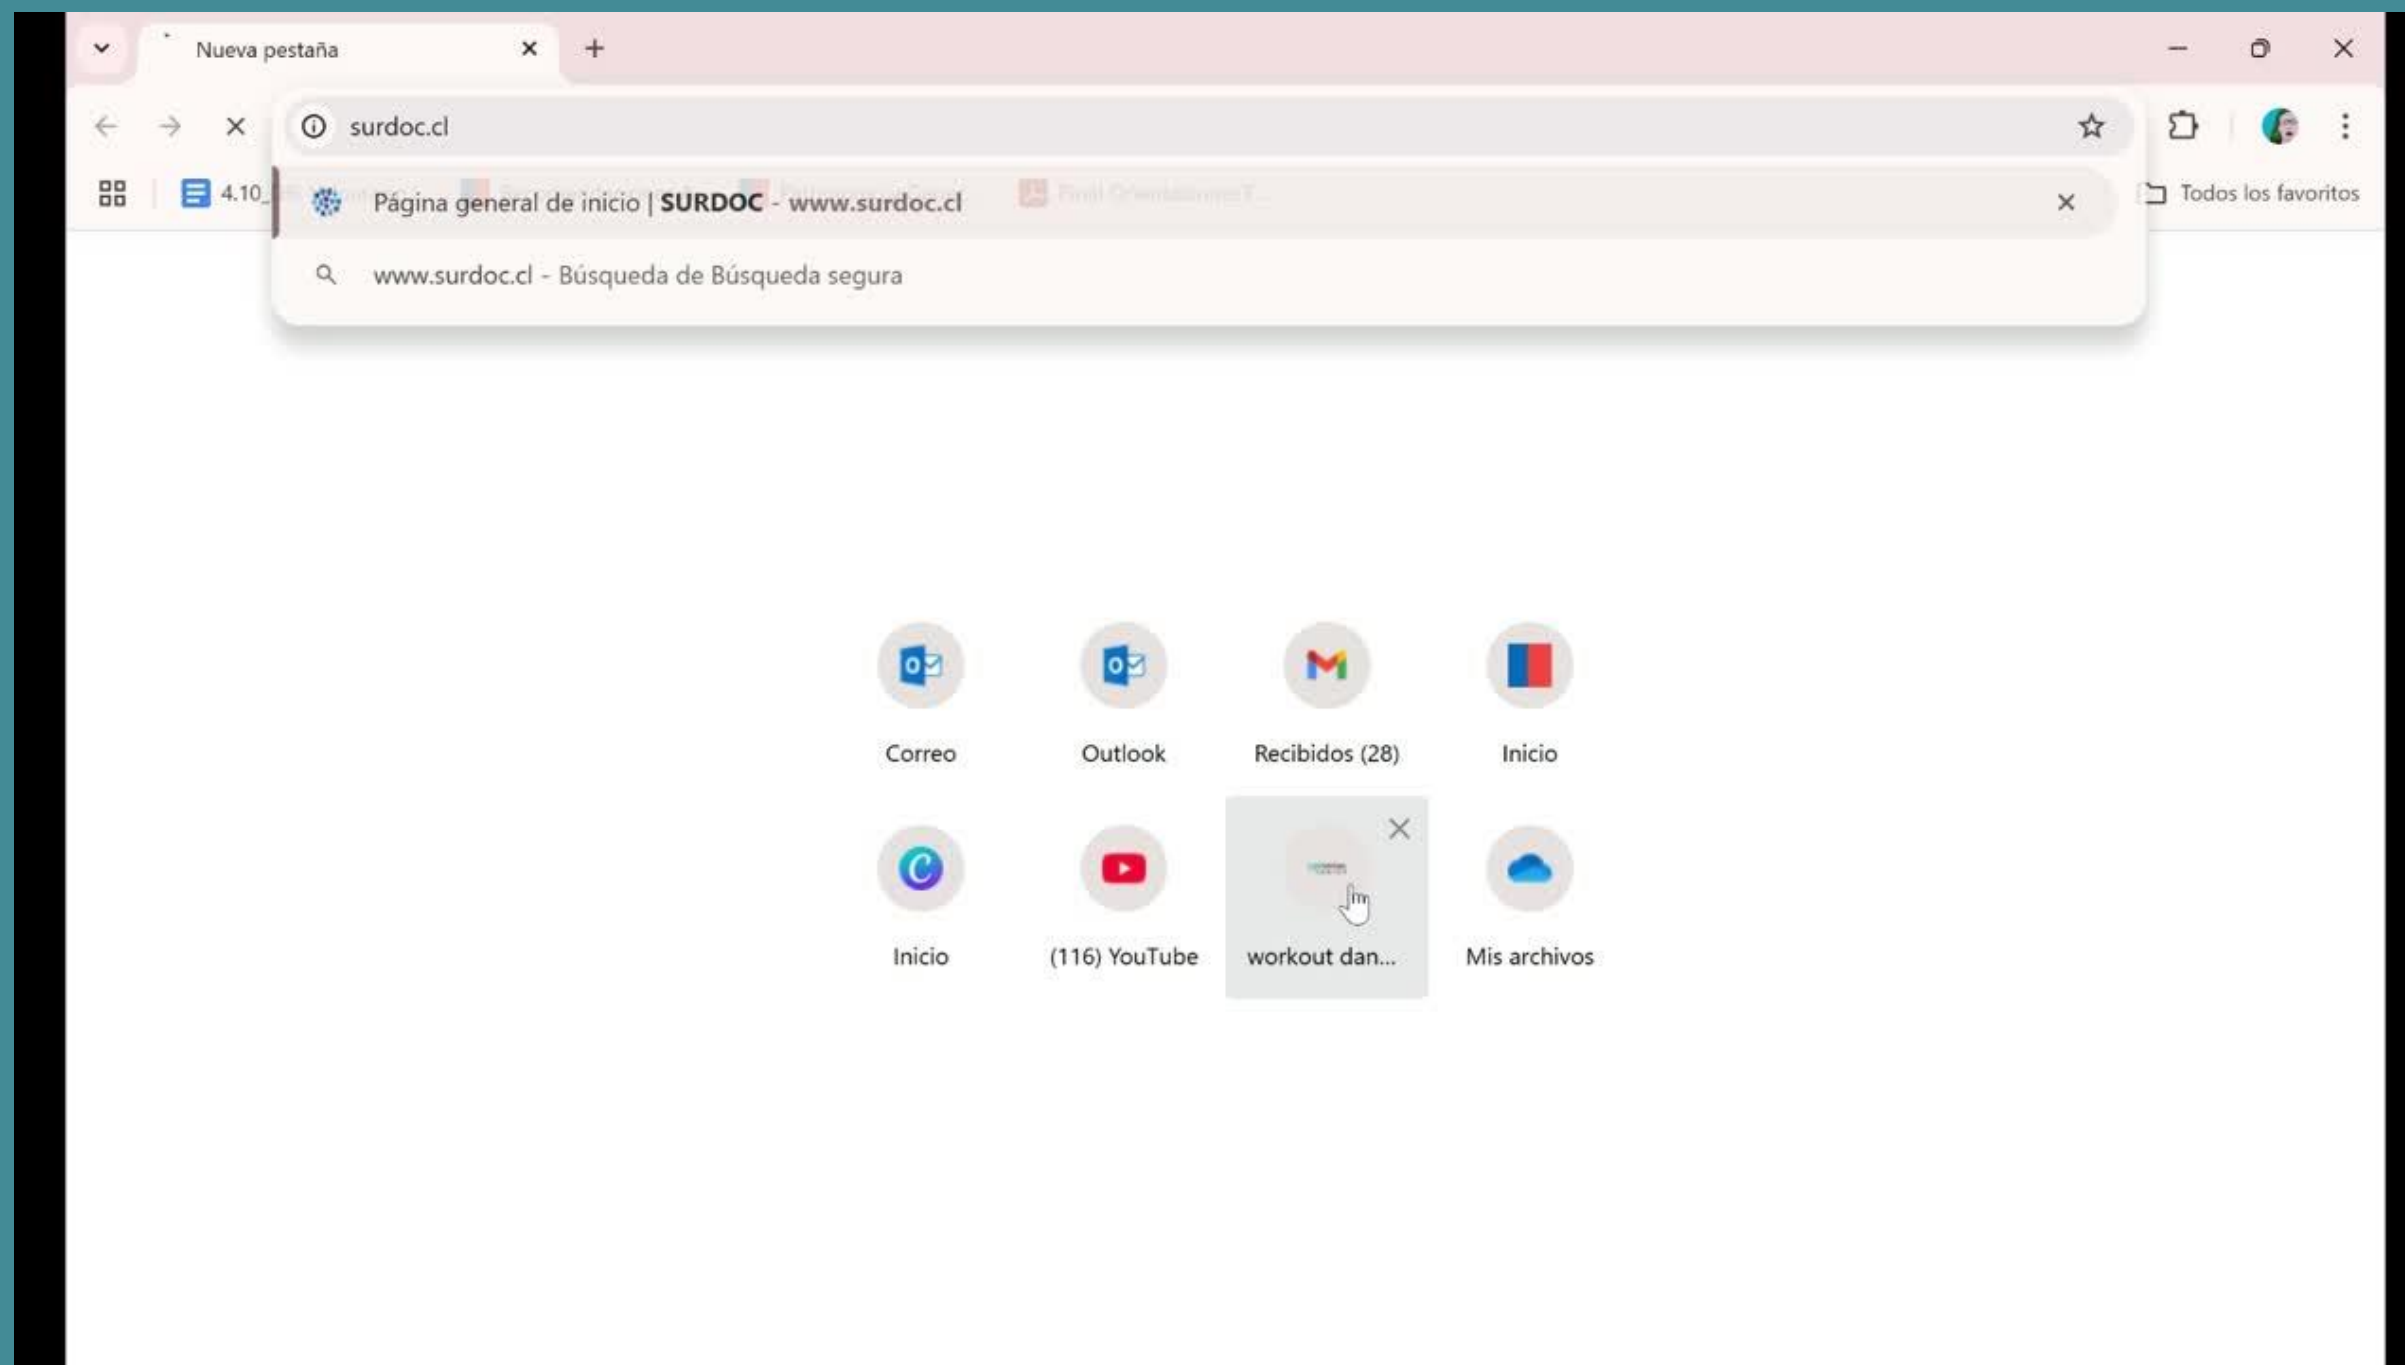 Nueva pestaña
surdoc.cl
4.10_
Página general de inicio | SURDOC - www.surdoc.cl
Todos los favoritos
www.surdoc.cl - Búsqueda de Búsqueda segura
Correo
Outlook
Recibidos (28)
Inicio
Inicio
(116) YouTube
workout dan...
Mis archivos